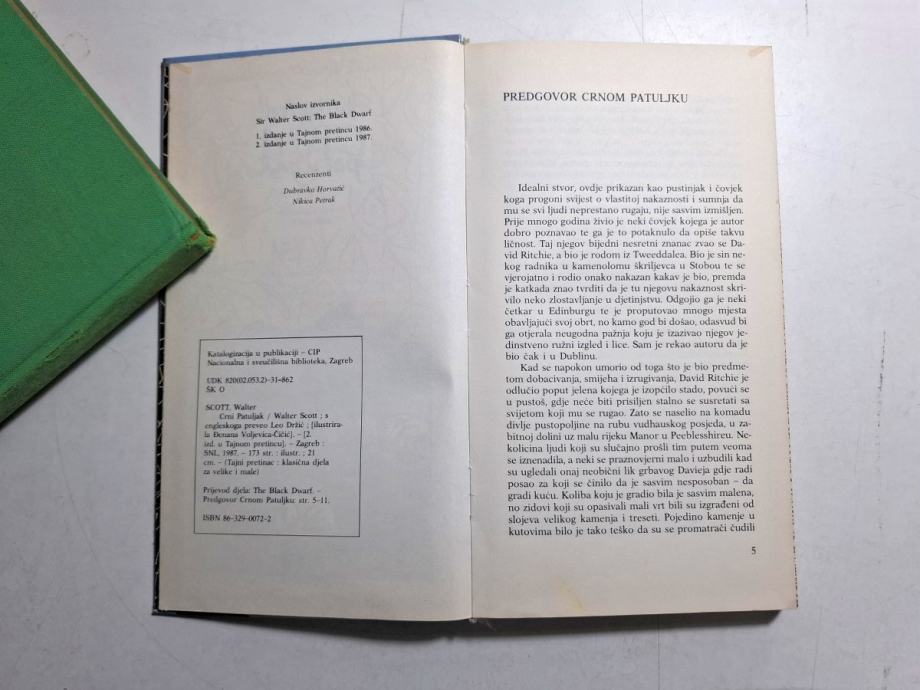 Naslov izvornika
Sir Walter Scott: The Black Dwarf
1. izdanje u Tajnom pretincu 1986.
2. izdanje u Tajnom pretincu 1987.
Recenzenti
Dubravko Horvatić
Nikica Petrak
Katalogizacija u publikaciji – CIP
Nacionalna i sveučilišna biblioteka, Zagreb
UDK 820(02.053.2)–31=862
ŠK O
SCOTT, Walter
Crni Patuljak / Walter Scott ; s
engleskoga preveo Leo Držić ; [ilustrira-
la Đenana Voljevica-Čičić]. – [2.
izd. u Tajnom pretincu]. – Zagreb :
SNL, 1987. – 173 str. : ilustr. ; 21
cm. – (Tajni pretinac : klasična djela
za velike i male)
Prijevod djela: The Black Dwarf. –
Predgovor Crnom Patuljku: str. 5–11.
ISBN 86-329-0072-2
PREDGOVOR CRNOM PATULJKU
Idealni stvor, ovdje prikazan kao pustinjak i čovjek
koga progoni svijest o vlastitoj nakaznosti i sumnja da
mu se svi ljudi neprestano rugaju, nije sasvim izmišljen.
Prije mnogo godina živio je neki čovjek kojega je autor
dobro poznavao te ga je to potaknulo da opiše takvu
ličnost. Taj njegov bijedni nesretni znanac zvao se Da-
vid Ritchie, a bio je rodom iz Tweeddalea. Bio je sin ne-
kog radnika u kamenolomu škriljevca u Stobou te se
vjerojatno i rodio onako nakazan kakav je bio, premda
je katkada znao tvrditi da je tu njegovu nakaznost skri-
vilo neko zlostavljanje u djetinjstvu. Odgojio ga je neki
četkar u Edinburgu te je proputovao mnogo mjesta
obavljajući svoj obrt, no kamo god bi došao, odasvud bi
ga otjerala neugodna pažnja koju je izazivao njegov je-
dinstveno ružni izgled i lice. Sam je rekao autoru da je
bio čak i u Dublinu.
Kad se napokon umorio od toga što je bio predme-
tom dobacivanja, smijeha i izrugivanja, David Ritchie je
odlučio poput jelena kojega je izopćilo stado, povući se
u pustoš, gdje neće biti prisiljen stalno se susretati sa
svijetom koji mu se rugao. Zato se naselio na komadu
divlje pustopoljine na rubu vudhauskog posjeda, u za-
bitnoj dolini uz malu rijeku Manor u Peeblesshireu. Ne-
kolicina ljudi koji su slučajno prošli tim putem veoma
se iznenadila, a neki se praznovjerni malo i uzbudili kad
su ugledali onaj neobični lik grbavog Davieja gdje radi
posao za koji se činilo da je sasvim nesposoban – da
gradi kuću. Koliba koju je gradio bila je sasvim malena,
no zidovi koji su opasivali mali vrt bili su izgrađeni od
slojeva velikog kamenja i treseti. Pojedino kamenje u
kutovima bilo je tako teško da su se promatrači čudili
5